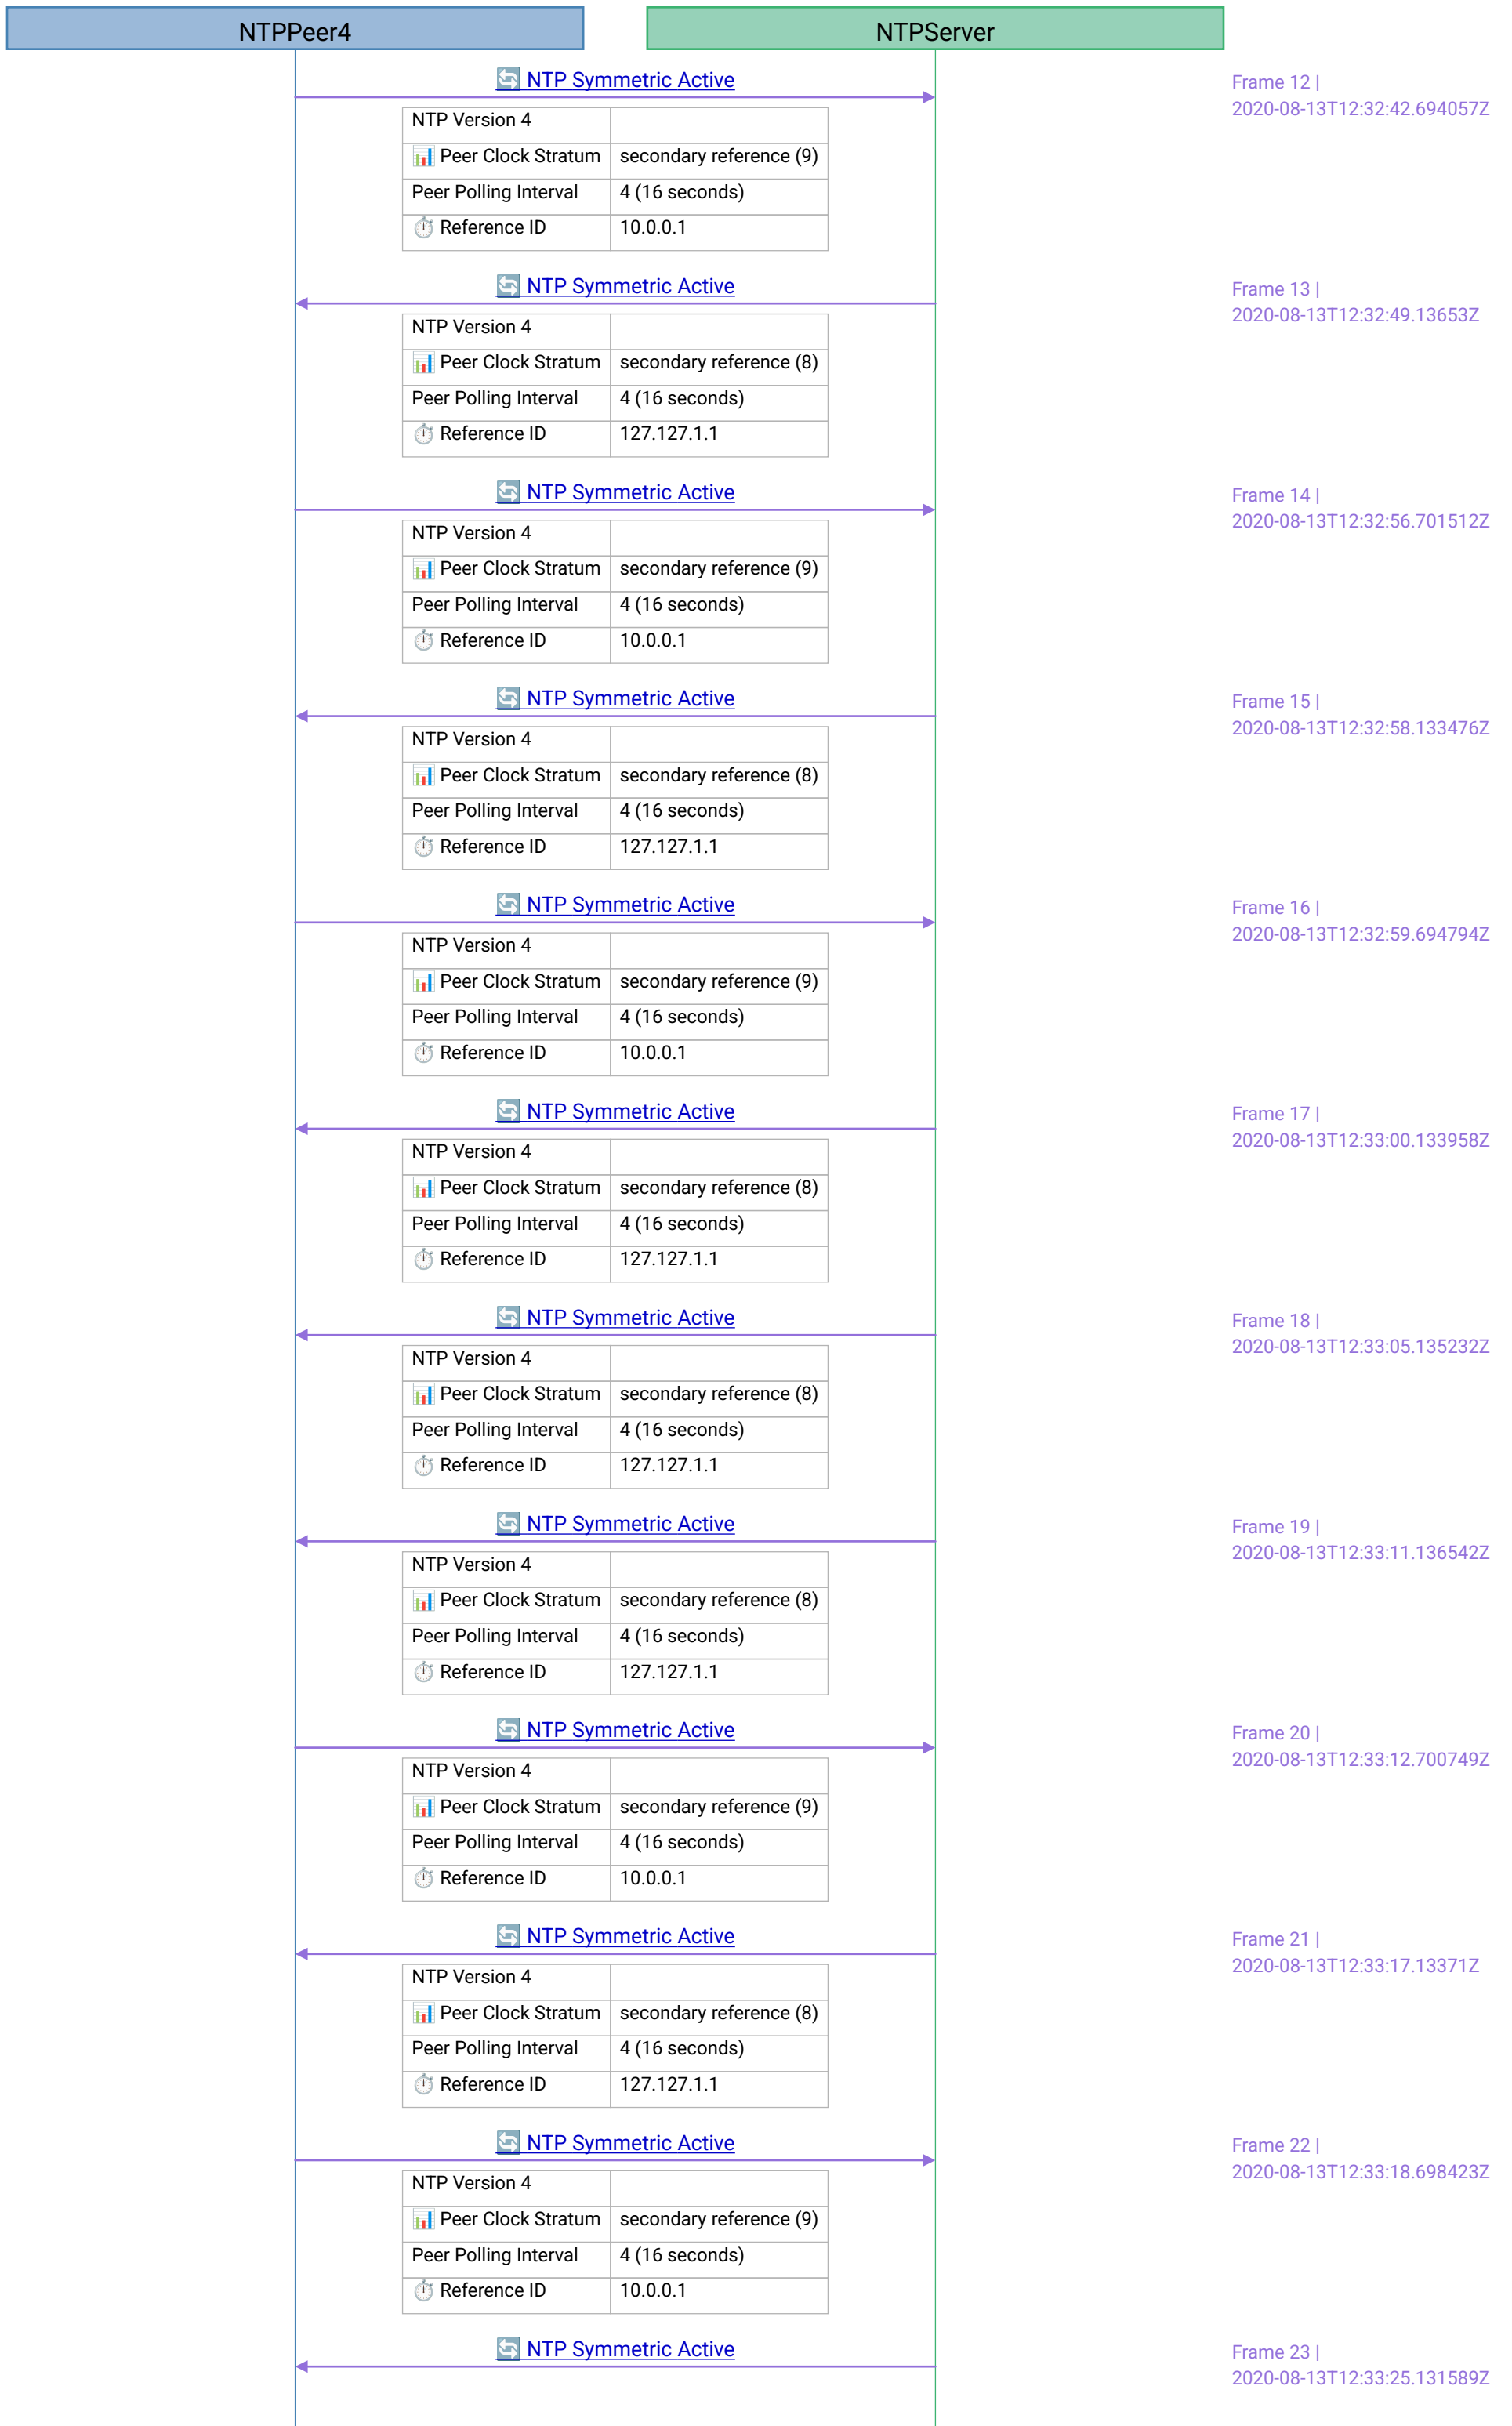 NTPPeer4
NTPServer
NTP Symmetric Active
Frame 12 |
2020-08-13T12:32:42.694057Z
NTP Version 4
Peer Clock Stratum secondary reference (9)
Peer Polling Interval 4 (16 seconds)
Reference ID 10.0.0.1
NTP Symmetric Active
Frame 13 |
2020-08-13T12:32:49.13653Z
NTP Version 4
Peer Clock Stratum secondary reference (8)
Peer Polling Interval 4 (16 seconds)
Reference ID 127.127.1.1
NTP Symmetric Active
Frame 14 |
2020-08-13T12:32:56.701512Z
NTP Version 4
Peer Clock Stratum secondary reference (9)
Peer Polling Interval 4 (16 seconds)
Reference ID 10.0.0.1
NTP Symmetric Active
Frame 15 |
2020-08-13T12:32:58.133476Z
NTP Version 4
Peer Clock Stratum secondary reference (8)
Peer Polling Interval 4 (16 seconds)
Reference ID 127.127.1.1
NTP Symmetric Active
Frame 16 |
2020-08-13T12:32:59.694794Z
NTP Version 4
Peer Clock Stratum secondary reference (9)
Peer Polling Interval 4 (16 seconds)
Reference ID 10.0.0.1
NTP Symmetric Active
Frame 17 |
2020-08-13T12:33:00.133958Z
NTP Version 4
Peer Clock Stratum secondary reference (8)
Peer Polling Interval 4 (16 seconds)
Reference ID 127.127.1.1
NTP Symmetric Active
Frame 18 |
2020-08-13T12:33:05.135232Z
NTP Version 4
Peer Clock Stratum secondary reference (8)
Peer Polling Interval 4 (16 seconds)
Reference ID 127.127.1.1
NTP Symmetric Active
Frame 19 |
2020-08-13T12:33:11.136542Z
NTP Version 4
Peer Clock Stratum secondary reference (8)
Peer Polling Interval 4 (16 seconds)
Reference ID 127.127.1.1
NTP Symmetric Active
Frame 20 |
2020-08-13T12:33:12.700749Z
NTP Version 4
Peer Clock Stratum secondary reference (9)
Peer Polling Interval 4 (16 seconds)
Reference ID 10.0.0.1
NTP Symmetric Active
Frame 21 |
2020-08-13T12:33:17.13371Z
NTP Version 4
Peer Clock Stratum secondary reference (8)
Peer Polling Interval 4 (16 seconds)
Reference ID 127.127.1.1
NTP Symmetric Active
Frame 22 |
2020-08-13T12:33:18.698423Z
NTP Version 4
Peer Clock Stratum secondary reference (9)
Peer Polling Interval 4 (16 seconds)
Reference ID 10.0.0.1
NTP Symmetric Active
Frame 23 |
2020-08-13T12:33:25.131589Z